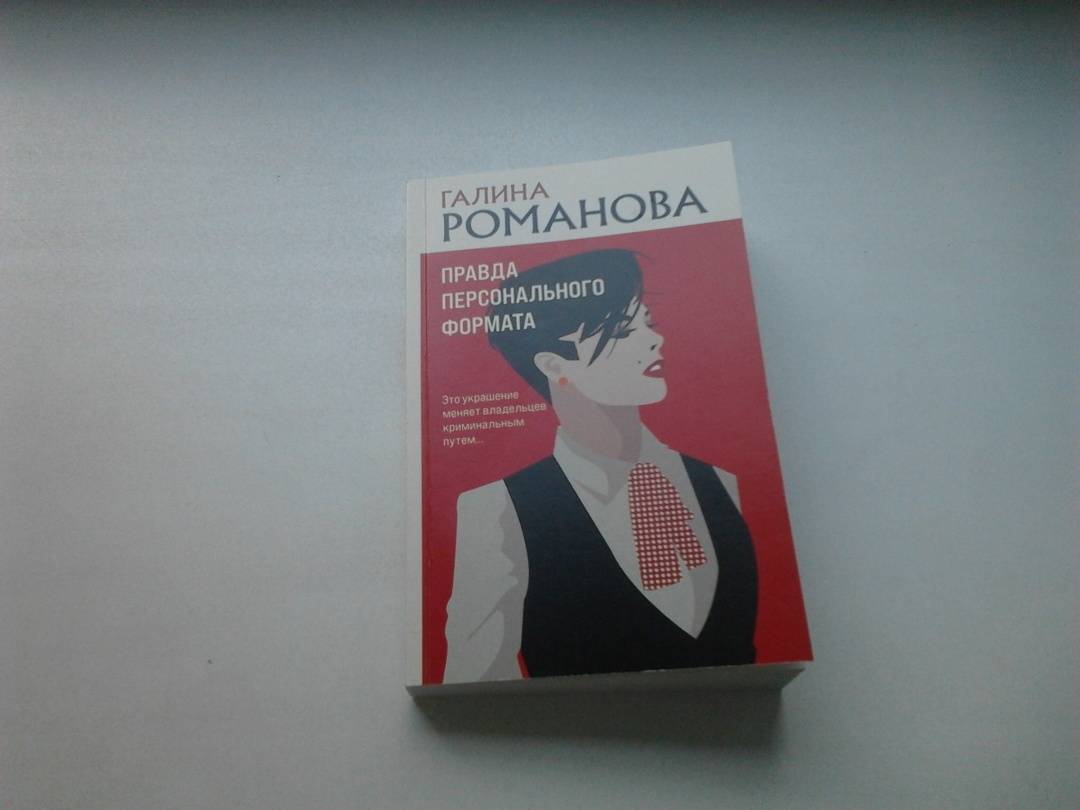 ГАЛИНА
РОМАНОВА
ПРАВДА
ПЕРСОНАЛЬНОГО
ФОРМАТА
Это украшение
меняет владельцев
криминальным
путем...